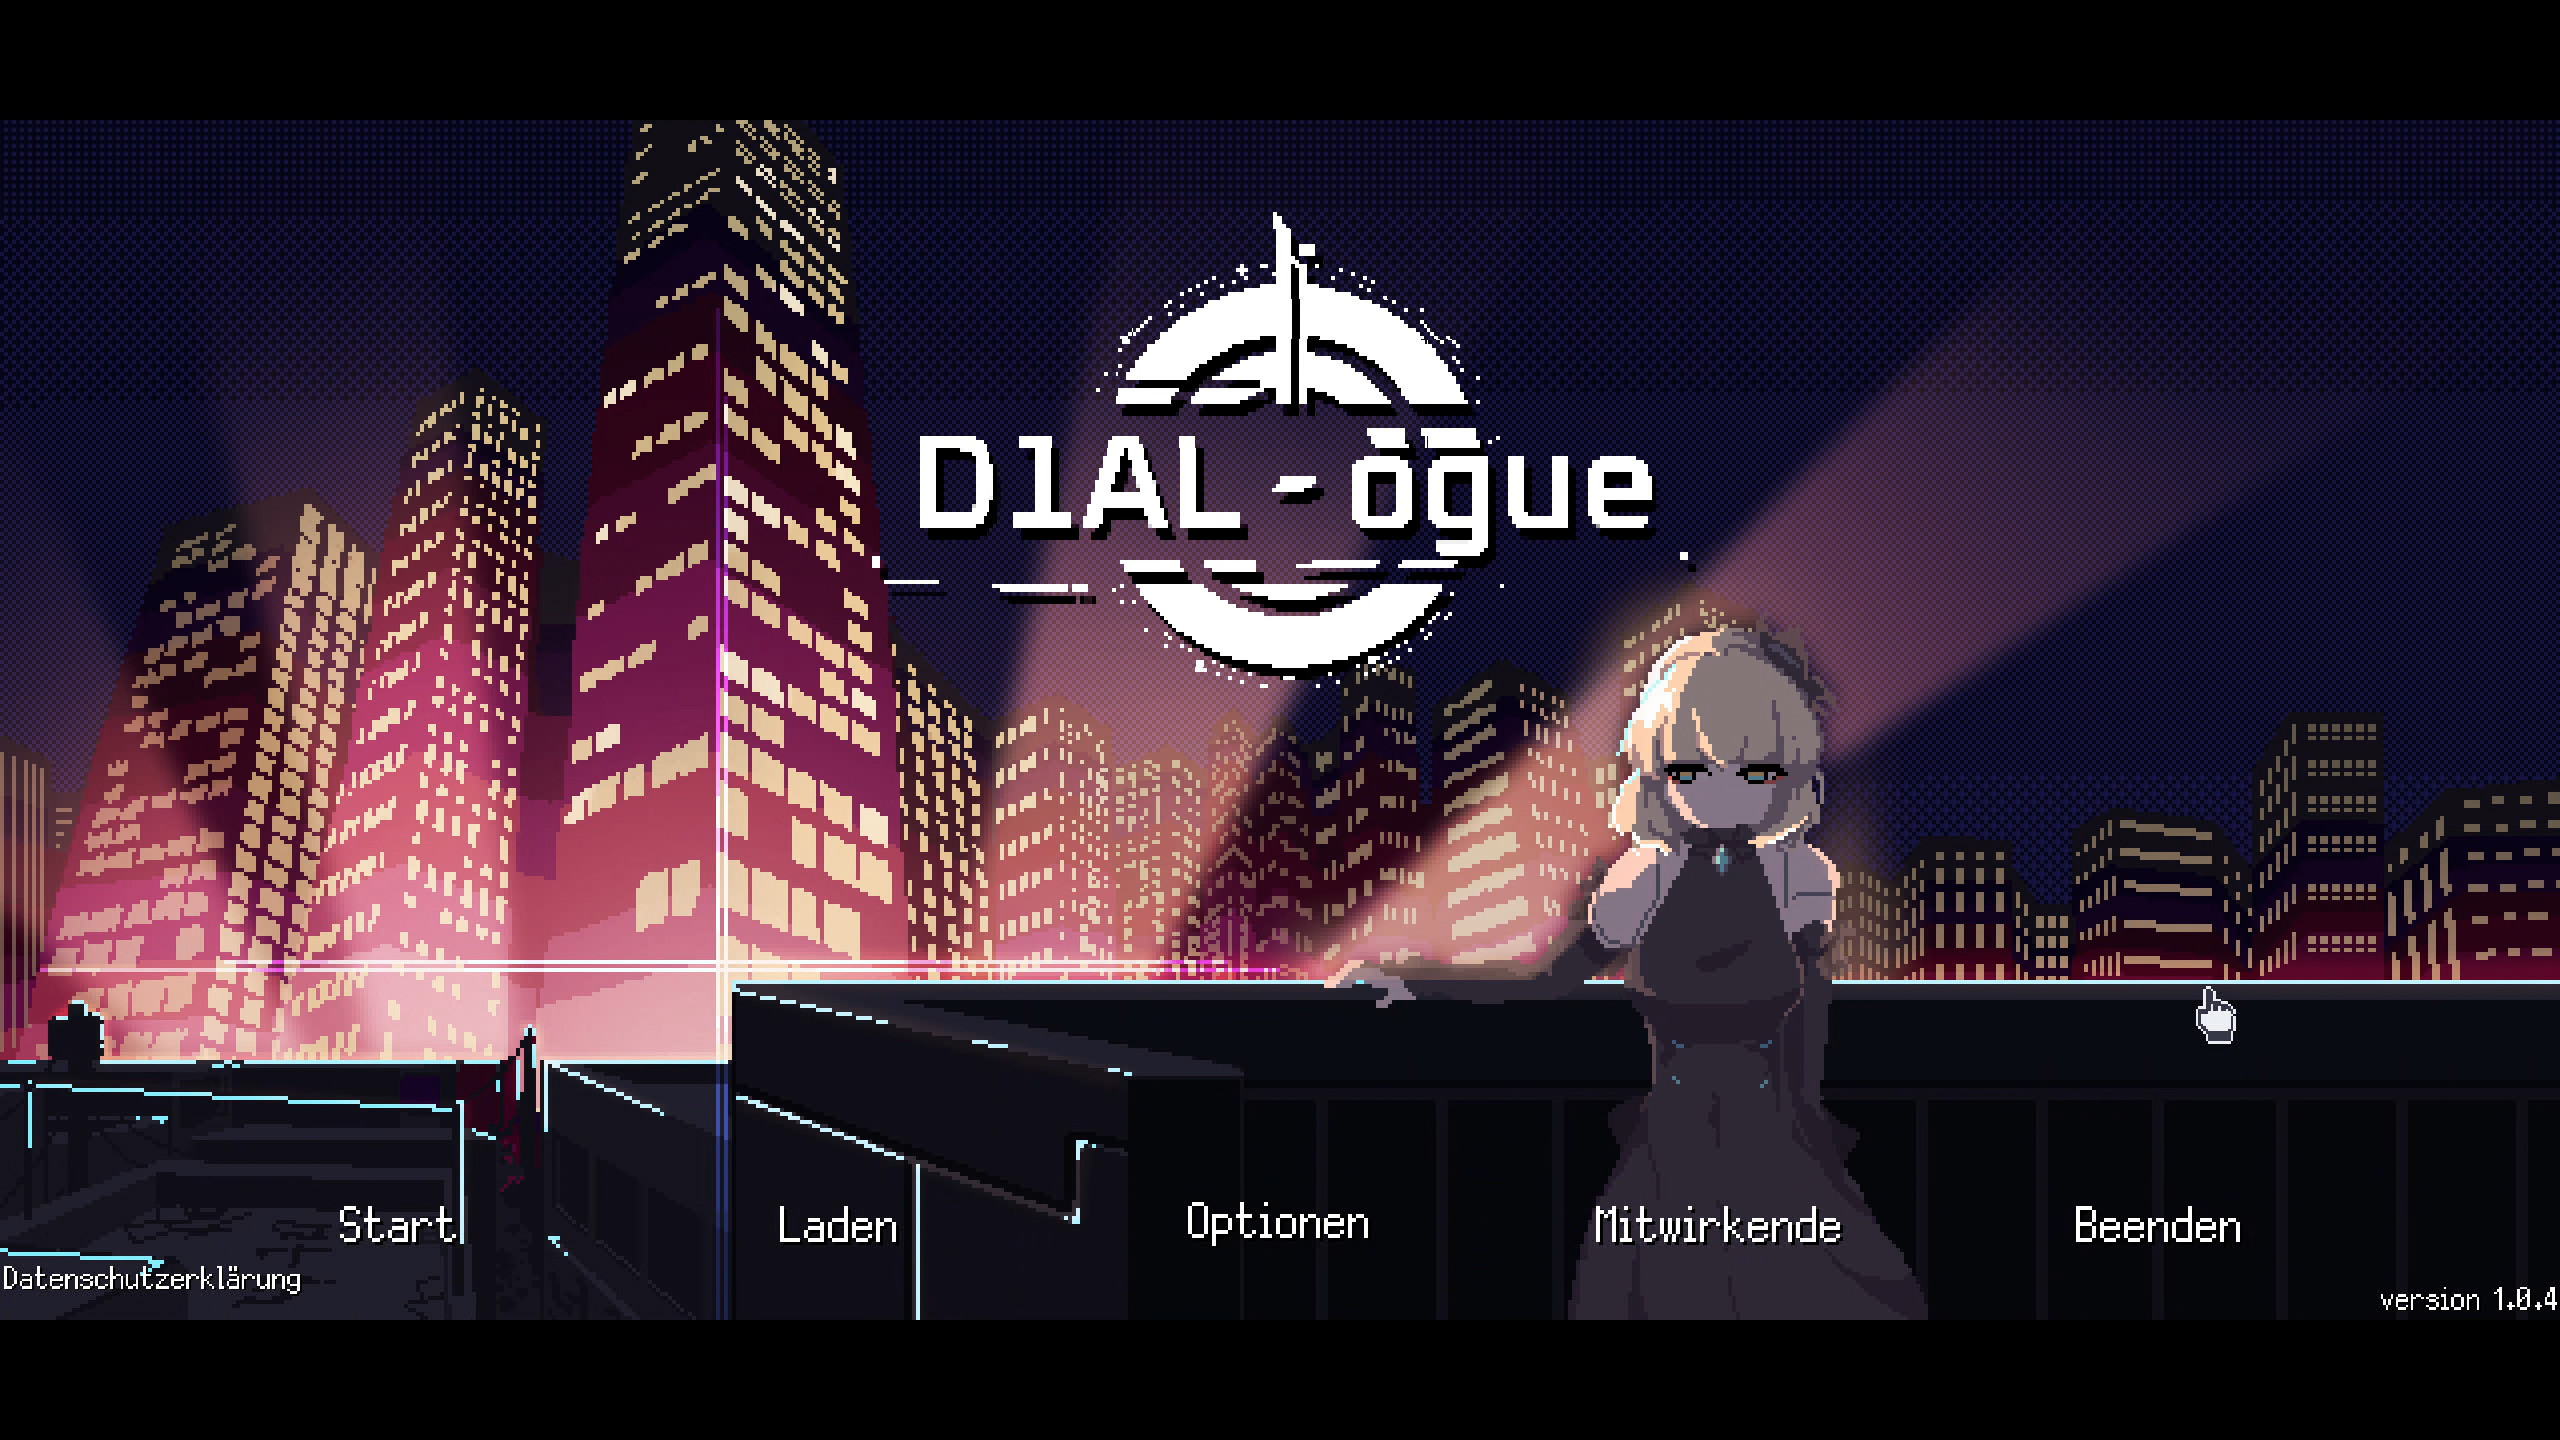 D1AL-ogue
Start
Laden
Optionen
Mitwirkende
Beenden
Datenschutzerklärung
version 1.0.4